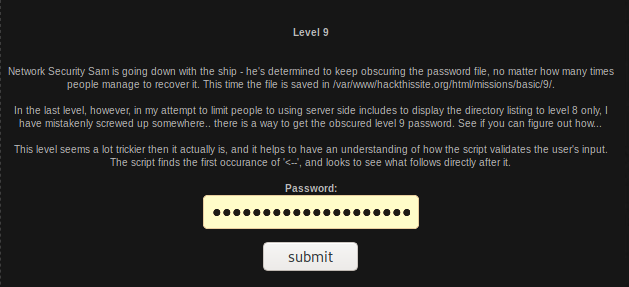 Level 9
Network Security Sam is going down with the ship - he's determined to keep obscuring the password file, no matter how many times
people manage to recover it. This time the file is saved in /var/www/hackthissite.org/html/missions/basic/9/.
In the last level, however, in my attempt to limit people to using server side includes to display the directory listing to level 8 only, I
have mistakenly screwed up somewhere.. there is a way to get the obscured level 9 password. See if you can figure out how...
This level seems a lot trickier then it actually is, and it helps to have an understanding of how the script validates the user's input.
The script finds the first occurance of '<--', and looks to see what follows directly after it.
Password:
submit